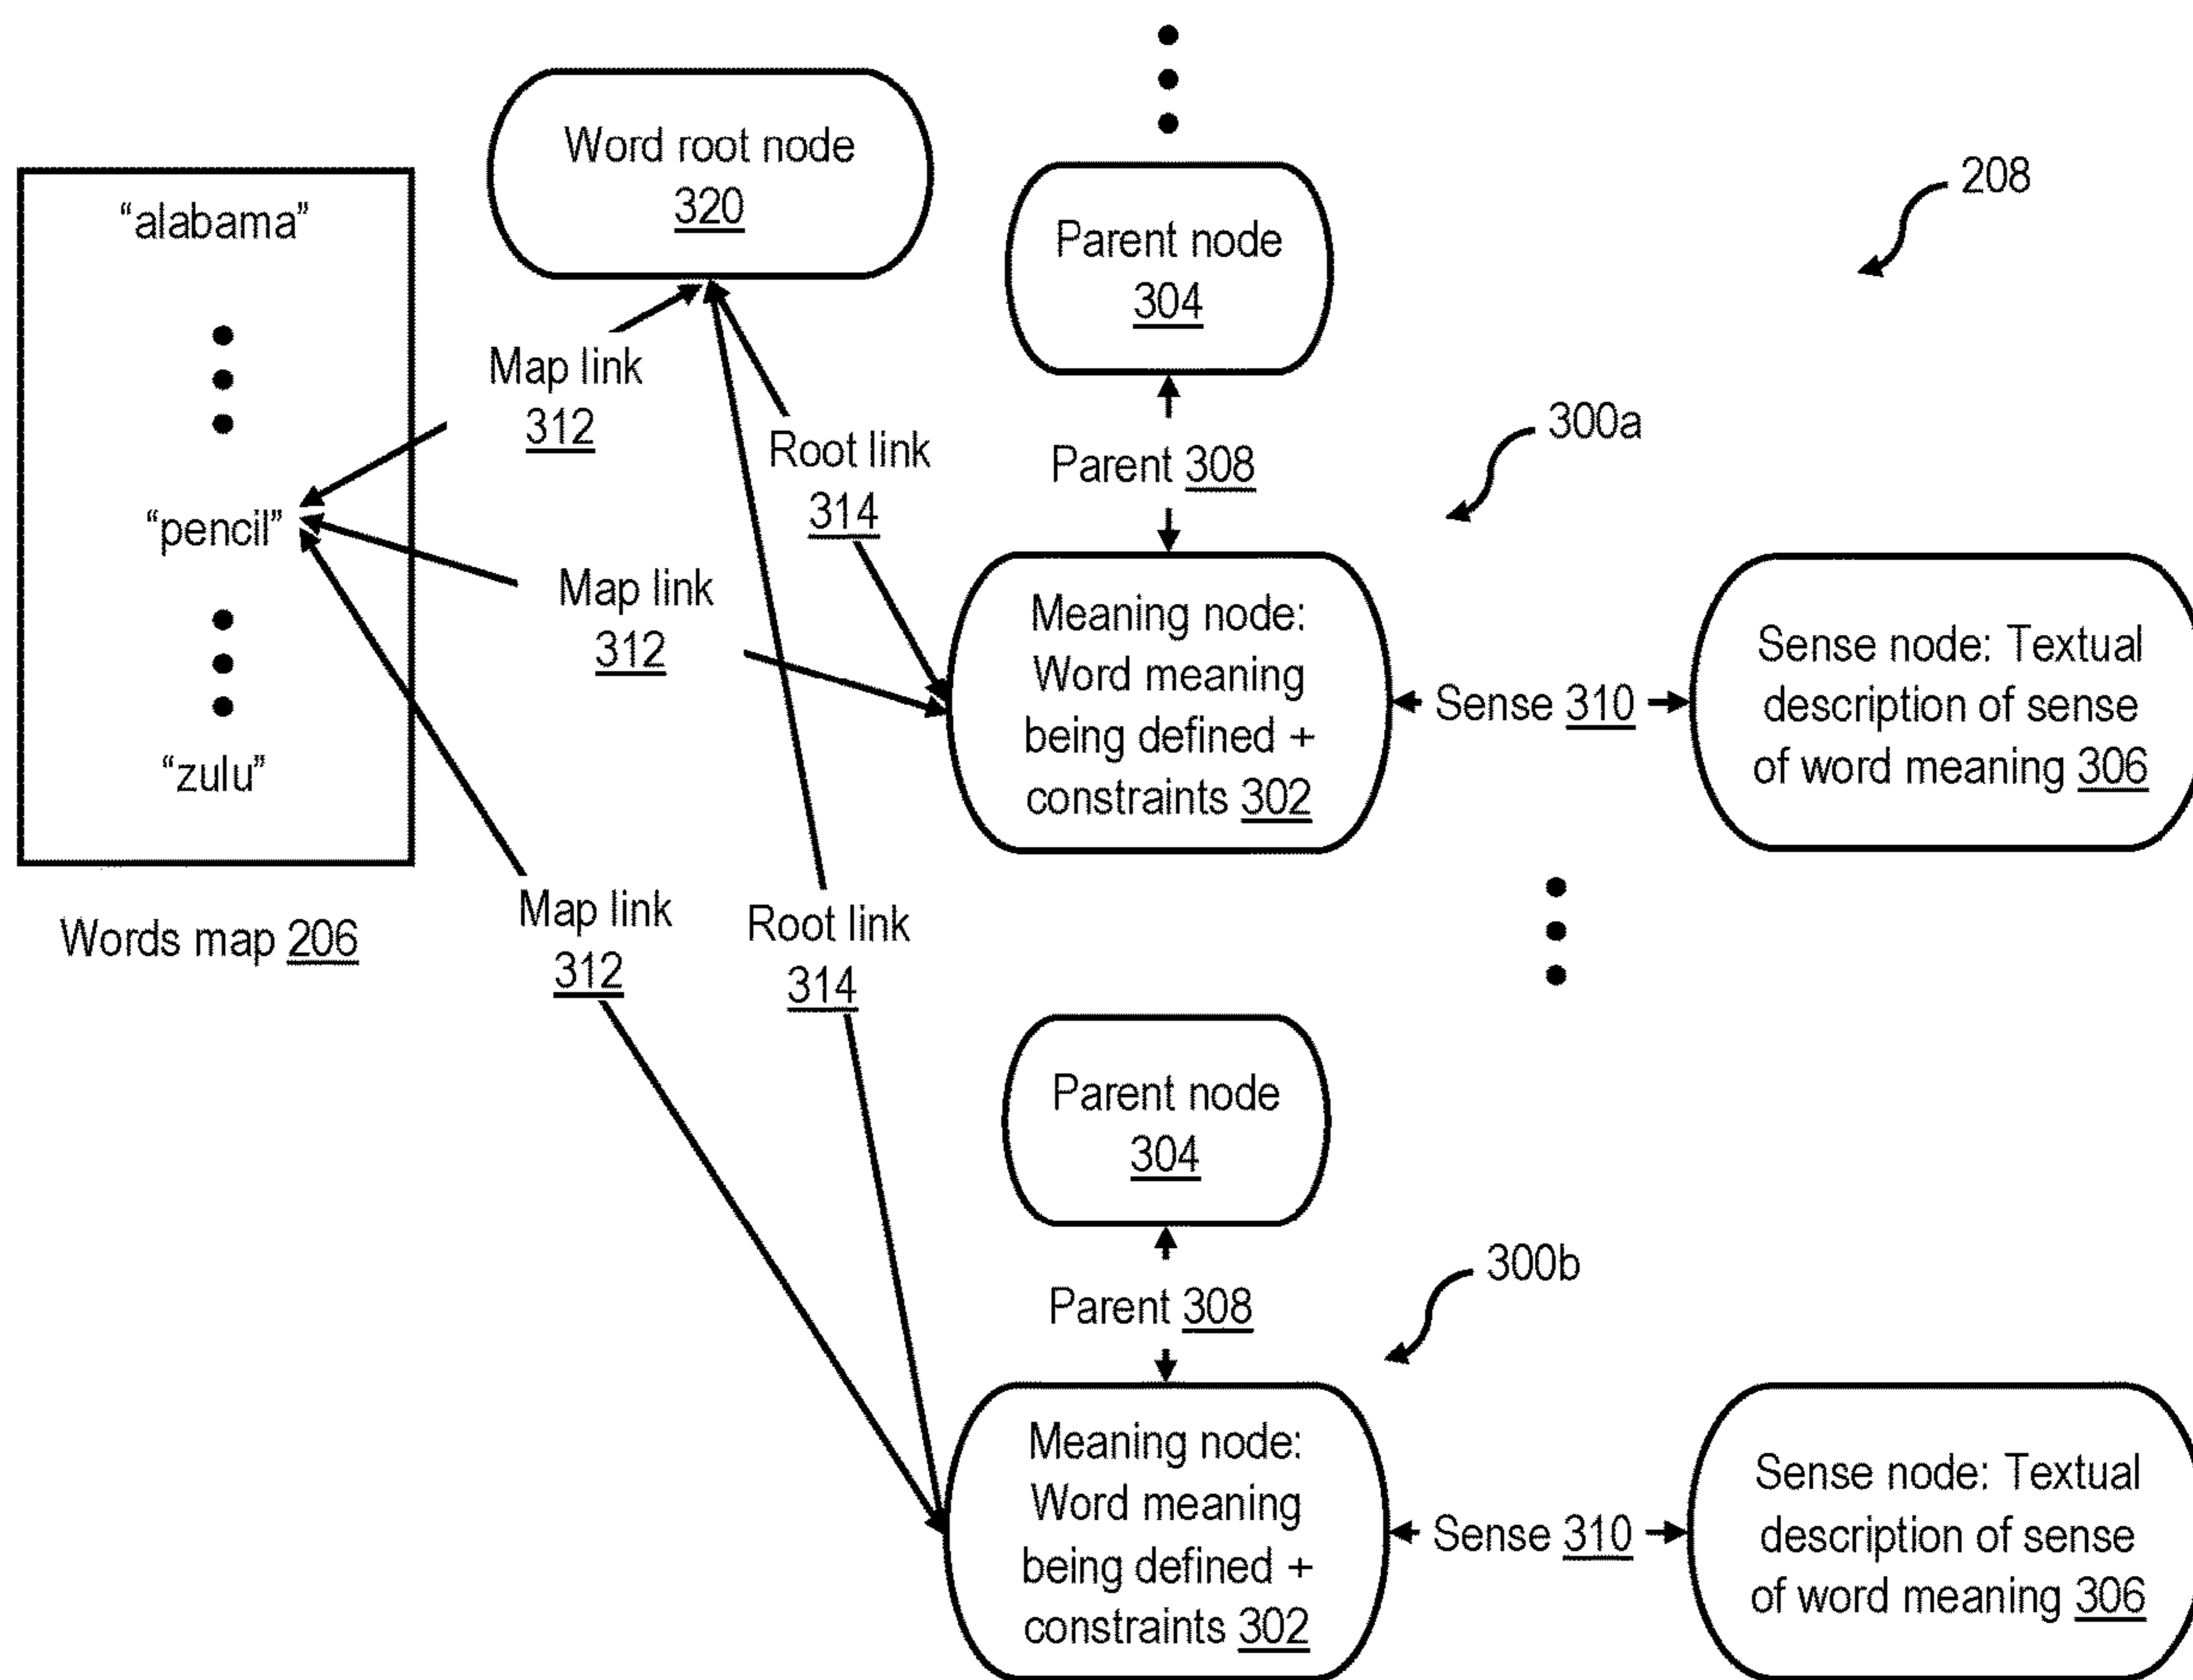 “alabama”
“pencil”
“zulu”
Words map 206
Word root node
320
Map link
312
Root link
314
Map link
312
Map link
312
Root link
314
Parent node
304
208
Parent 308
300a
Meaning node:
Word meaning
being defined +
constraints 302
Sense 310
Sense node: Textual
description of sense
of word meaning 306
Parent node
304
Parent 308
300b
Meaning node:
Word meaning
being defined +
constraints 302
Sense 310
Sense node: Textual
description of sense
of word meaning 306